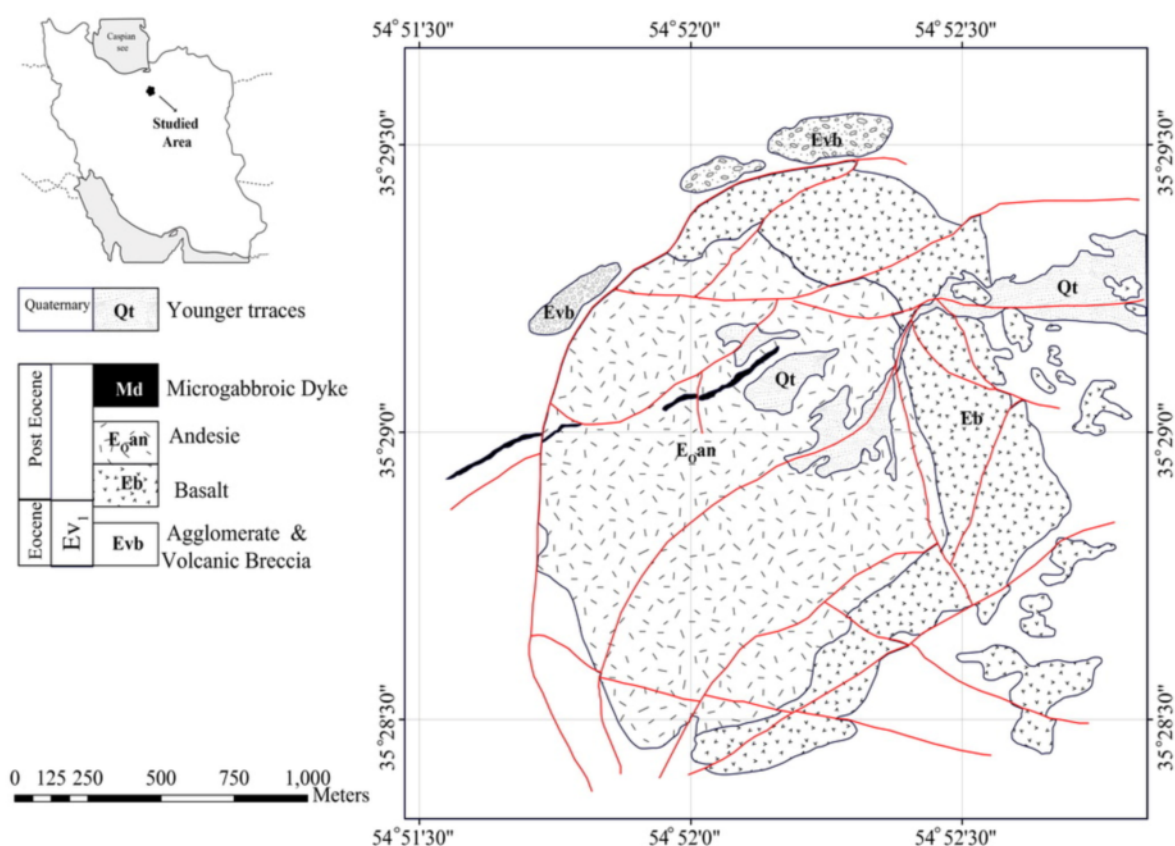 Caspian
see
Studied
Area
Quaternary
Qt
Younger trraces
Post Eocene
Md
Microgabbroic Dyke
EOan
Andesie
Eb
Basalt
Eocene
Ev1
Evb
Agglomerate &
Volcanic Breccia
0 125 250 500 750 1,000
Meters
54°51'30" 54°52'0" 54°52'30"
35°29'30" 35°29'30"
35°29'0" 35°29'0"
35°28'30" 35°28'30"
Evb
Evb
Qt
Qt
Eb
EOan
54°51'30" 54°52'0" 54°52'30"